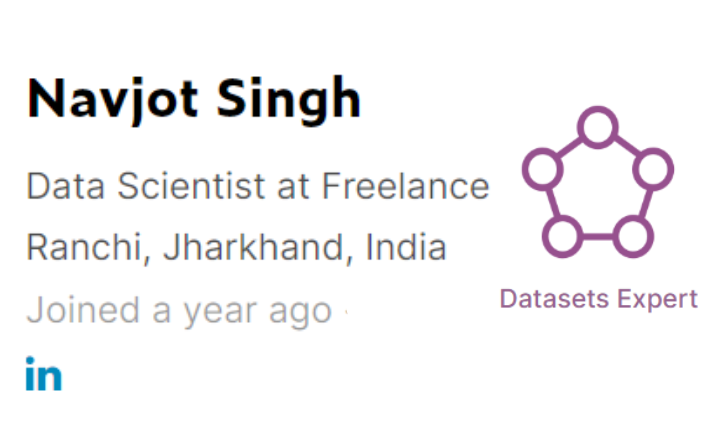 Navjot Singh
Data Scientist at Freelance
Ranchi, Jharkhand, India
Joined a year ago ·
in
Datasets Expert